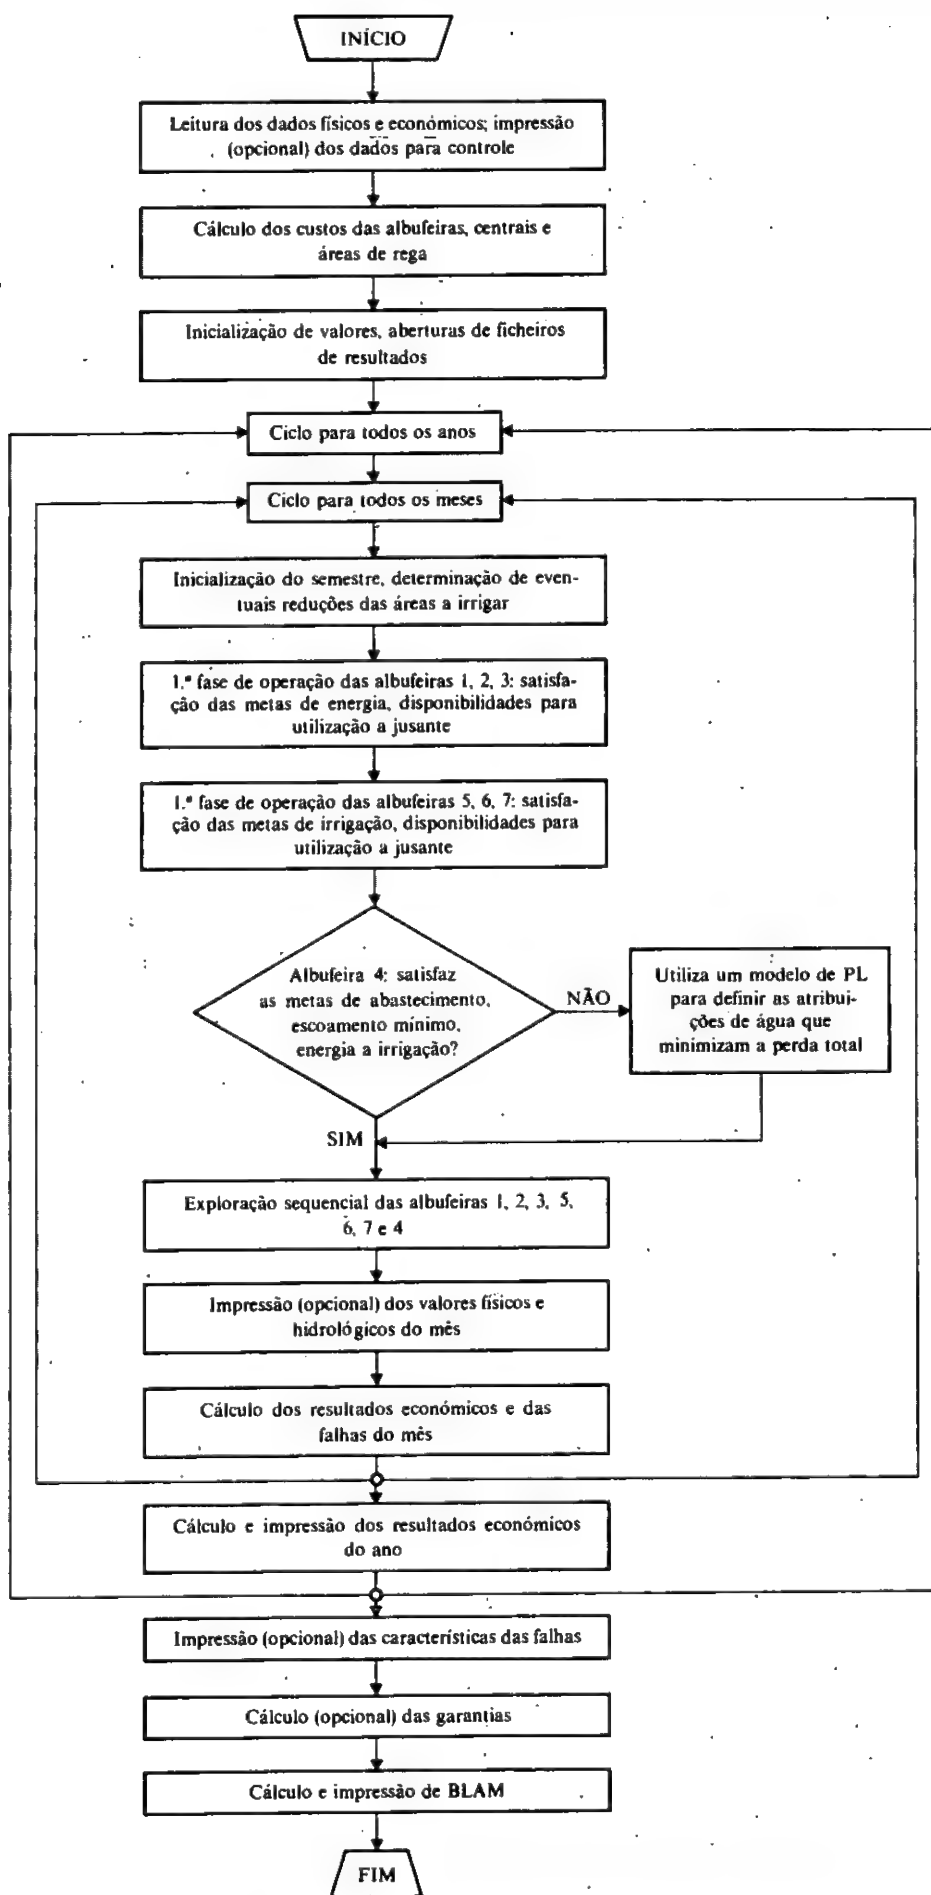 INÍCIO
Leitura dos dados físicos e económicos; impressão
(opcional) dos dados para controle
Cálculo dos custos das albufeiras, centrais e
áreas de rega
Inicialização de valores, aberturas de ficheiros
de resultados
Ciclo para todos os anos
Ciclo para todos os meses
Inicialização do semestre, determinação de even-
tuais reduções das áreas a irrigar
1.ª fase de operação das albufeiras 1, 2, 3: satisfa-
ção das metas de energia, disponibilidades para
utilização a jusante
1.ª fase de operação das albufeiras 5, 6, 7: satisfa-
ção das metas de irrigação, disponibilidades para
utilização a jusante
Albufeira 4: satisfaz
as metas de abastecimento,
escoamento mínimo,
energia a irrigação?
NÃO
Utiliza um modelo de PL
para definir as atribui-
ções de água que
minimizam a perda total
SIM
Exploração sequencial das albufeiras 1, 2, 3, 5,
6, 7 e 4
Impressão (opcional) dos valores físicos e
hidrológicos do mês
Cálculo dos resultados económicos e das
falhas do mês
Cálculo e impressão dos resultados económicos
do ano
Impressão (opcional) das características das falhas
Cálculo (opcional) das garantias
Cálculo e impressão de BLAM
FIM